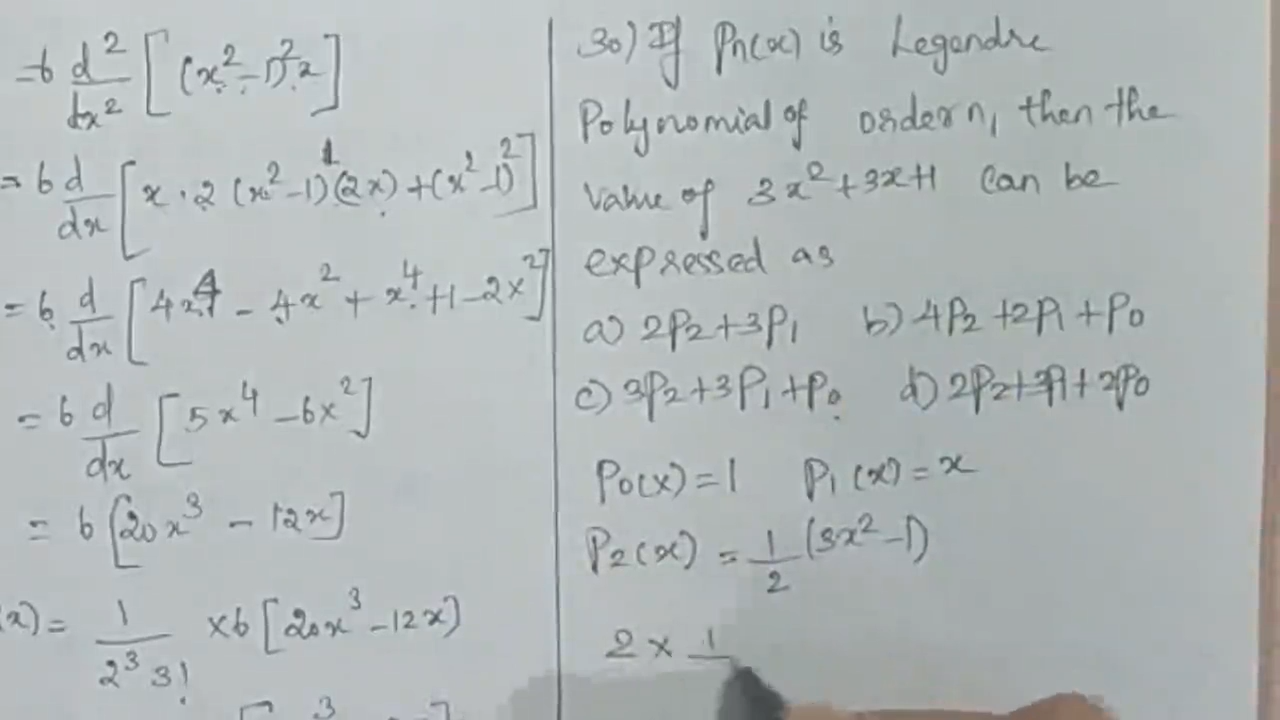 =6 d²/dx² [(x²-1)² x]
= 6 d/dx [x · 2 (x²-1)¹(2x) + (x²-1)²]
= 6 d/dx [4x⁴ - 4x² + x⁴ + 1 - 2x²]
= 6 d/dx [5x⁴ - 6x²]
= 6 [20x³ - 12x]
(x) = 1/2³ 3! ×6 [20x³ - 12x]
30) If Pn(x) is Legendre
Polynomial of order n, then the
value of 3x²+3x+1 can be
expressed as
a) 2P2+3P1 b) 4P2+2P1+P0
c) 3P2+3P1+P0 d) 2P2+3P1+2P0
P0(x)=1 P1(x)=x
P2(x) = 1/2 (3x²-1)
2 × 1